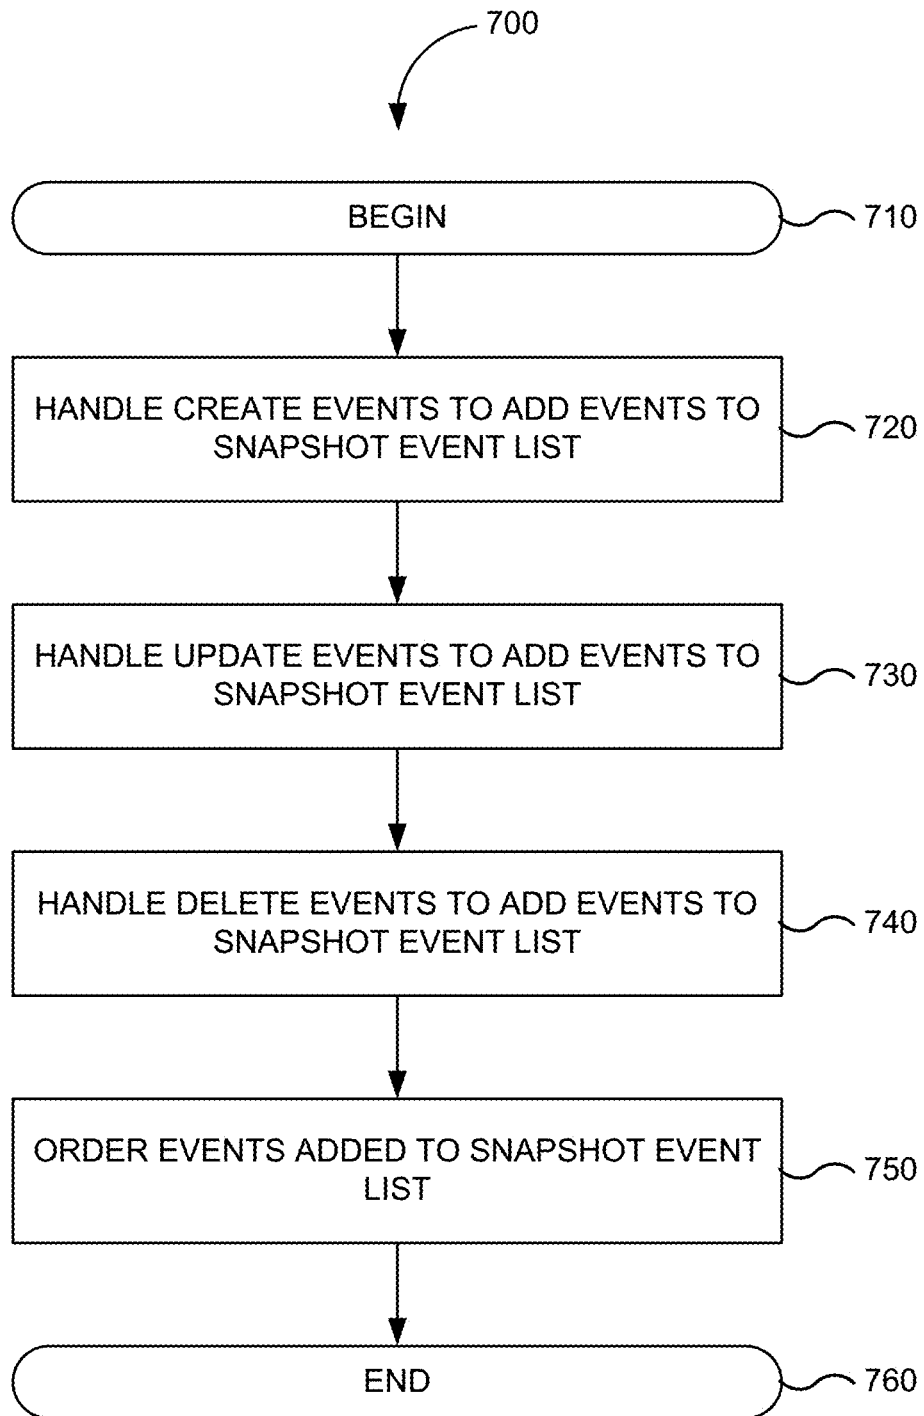 700
BEGIN
710
HANDLE CREATE EVENTS TO ADD EVENTS TO
SNAPSHOT EVENT LIST
720
HANDLE UPDATE EVENTS TO ADD EVENTS TO
SNAPSHOT EVENT LIST
730
HANDLE DELETE EVENTS TO ADD EVENTS TO
SNAPSHOT EVENT LIST
740
ORDER EVENTS ADDED TO SNAPSHOT EVENT
LIST
750
END
760